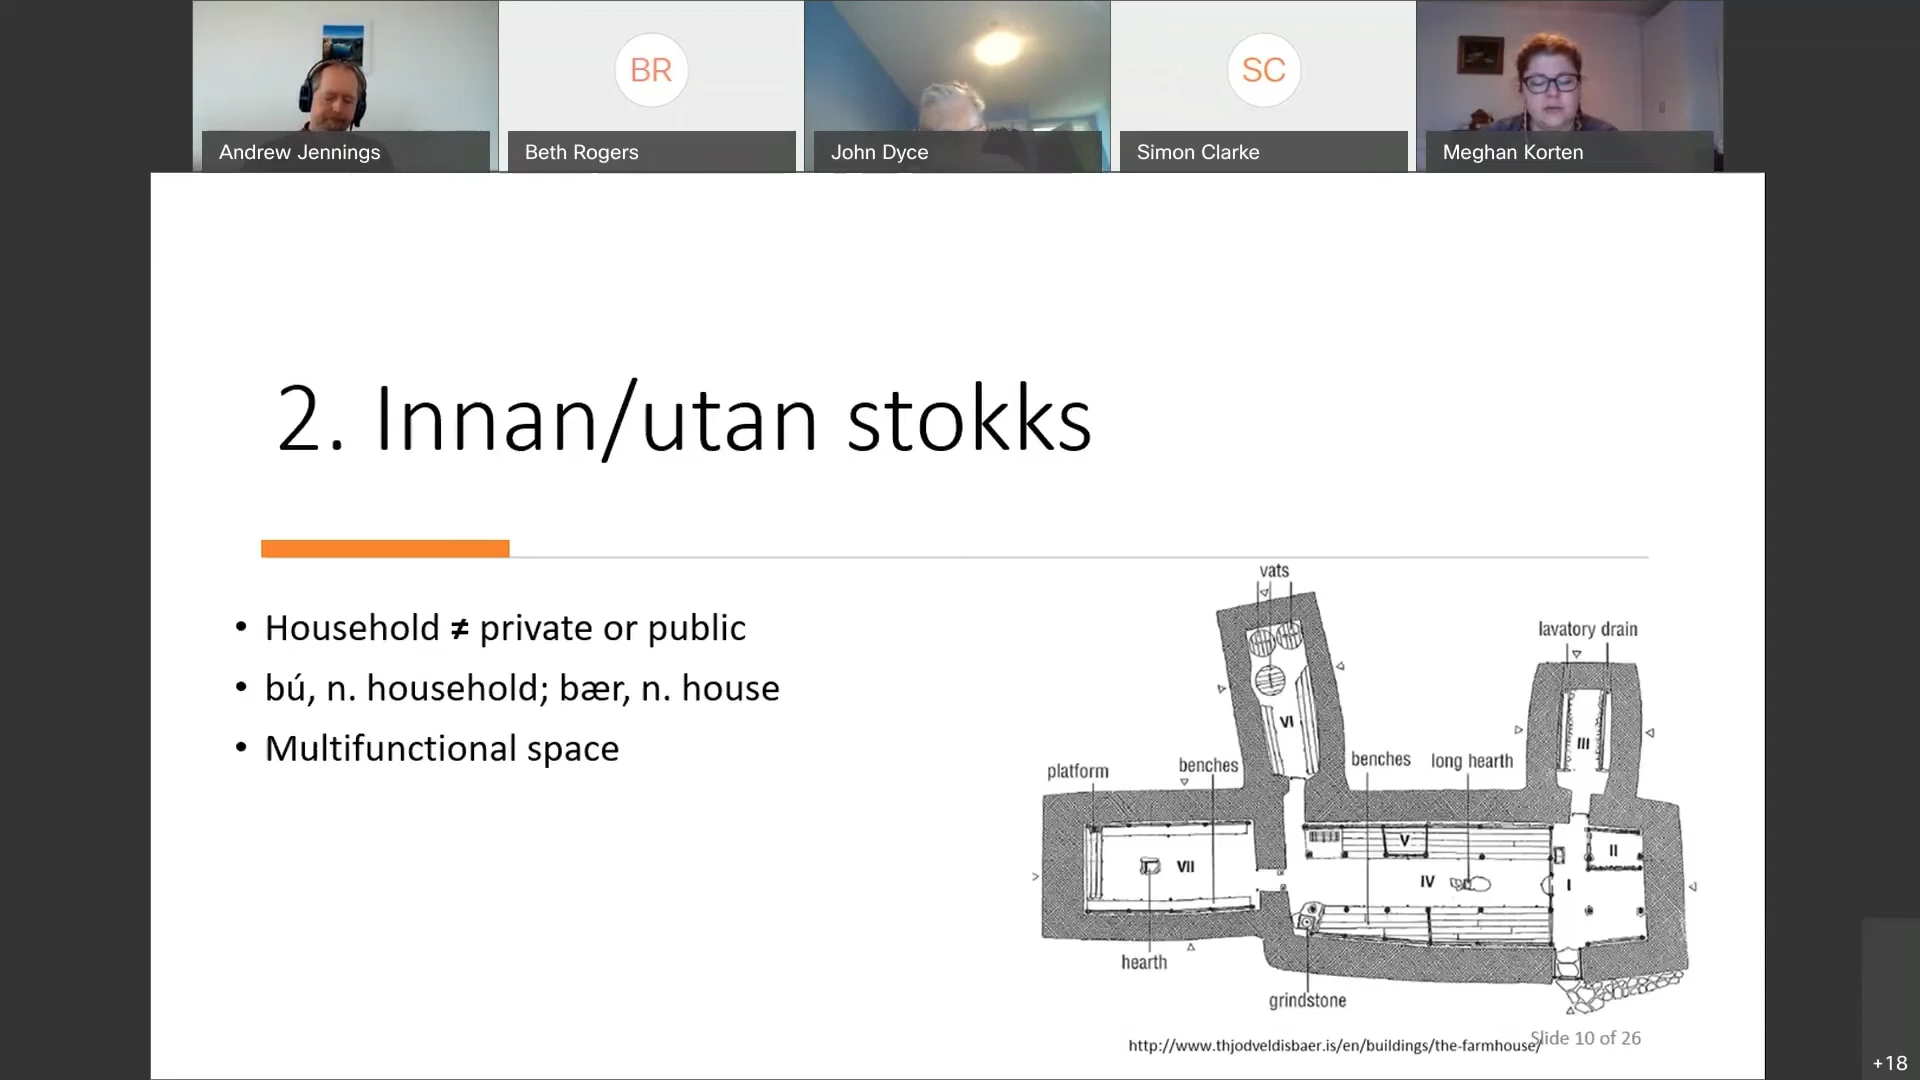 BR
SC
Andrew Jennings
Beth Rogers
John Dyce
Simon Clarke
Meghan Korten
2. Innan/utan stokks
• Household ≠ private or public
• bú, n. household; bær, n. house
• Multifunctional space
vats
lavatory drain
VI
III
platform
benches
benches
long hearth
V
II
VII
IV
I
hearth
grindstone
http://www.thjodveldisbaer.is/en/buildings/the-farmhouse/
Slide 10 of 26
+18